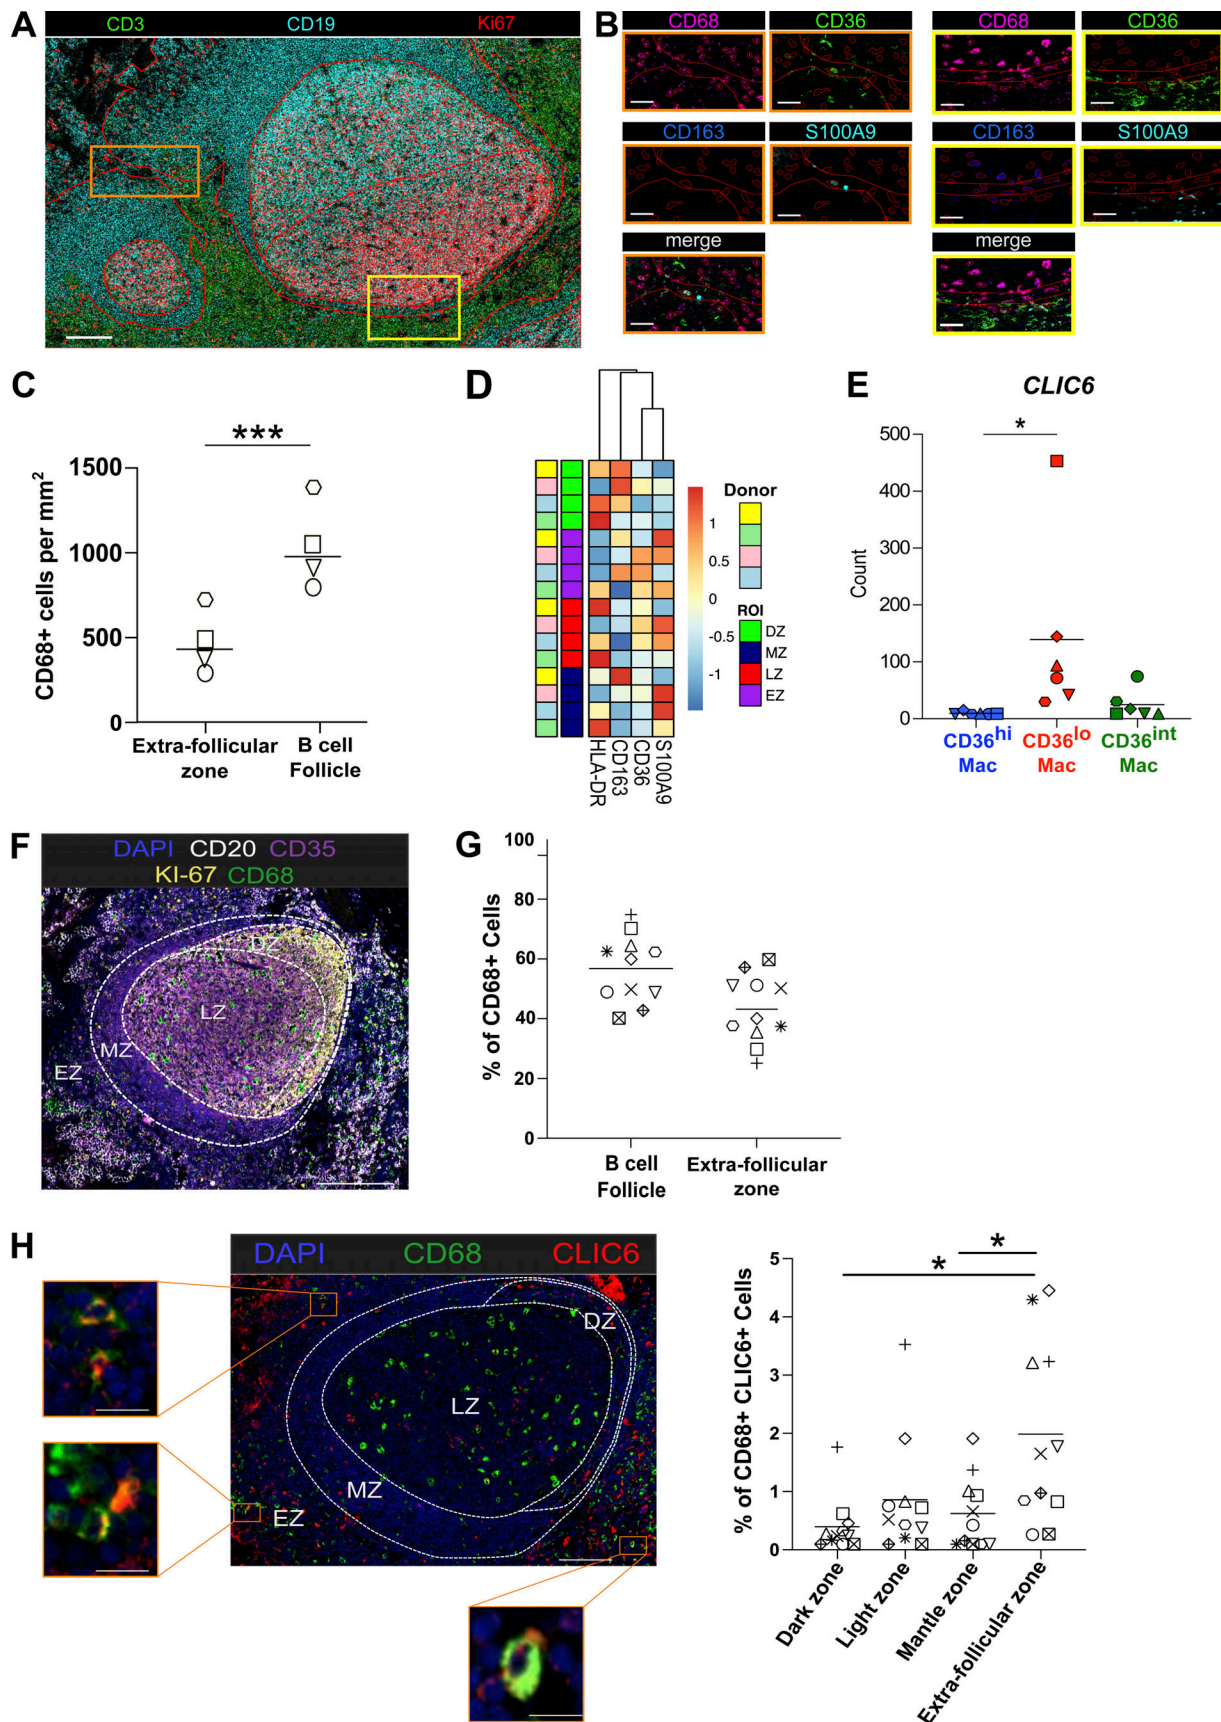 A
CD3 CD19 Ki67
B
CD68 CD36 CD68 CD36
CD163 S100A9 CD163 S100A9
merge merge
C
***
CD68+ cells per mm²
1500
1000
500
0
Extra-follicular zone
B cell Follicle
D
1
0.5
0
-0.5
-1
Donor
ROI
DZ
MZ
LZ
EZ
HLA-DR
CD163
CD36
S100A9
E
CLIC6
*
Count
500
400
300
200
100
0
CD36hi Mac
CD36lo Mac
CD36int Mac
F
DAPI CD20 CD35
KI-67 CD68
DZ
LZ
MZ
EZ
G
% of CD68+ Cells
100
80
60
40
20
0
B cell Follicle
Extra-follicular zone
H
DAPI CD68 CLIC6
DZ
LZ
MZ
EZ
*
*
% of CD68+ CLIC6+ Cells
5
4
3
2
1
0
Dark zone
Light zone
Mantle zone
Extra-follicular zone